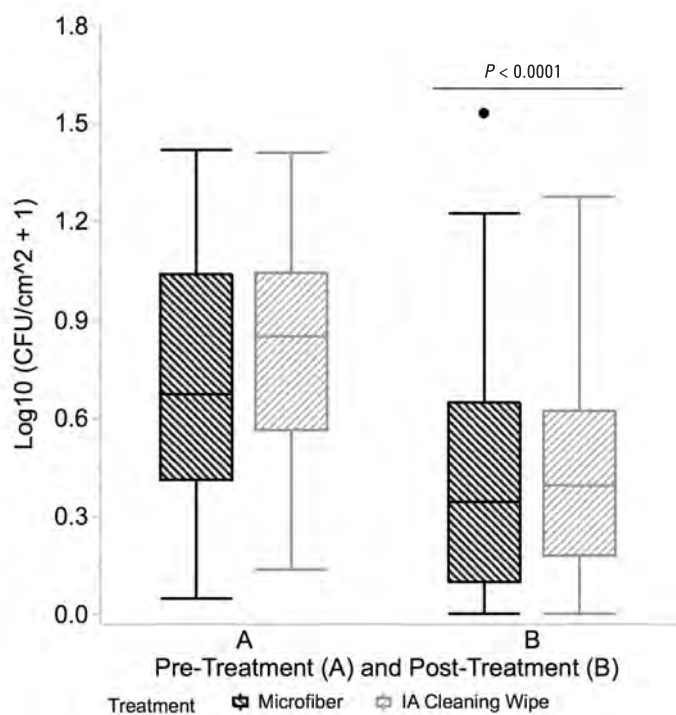 1.8
P < 0.0001
1.5
1.2
0.9
0.6
0.3
0.0
Log10 (CFU/cm^2 + 1)
A
B
Pre-Treatment (A) and Post-Treatment (B)
Treatment Microfiber IA Cleaning Wipe